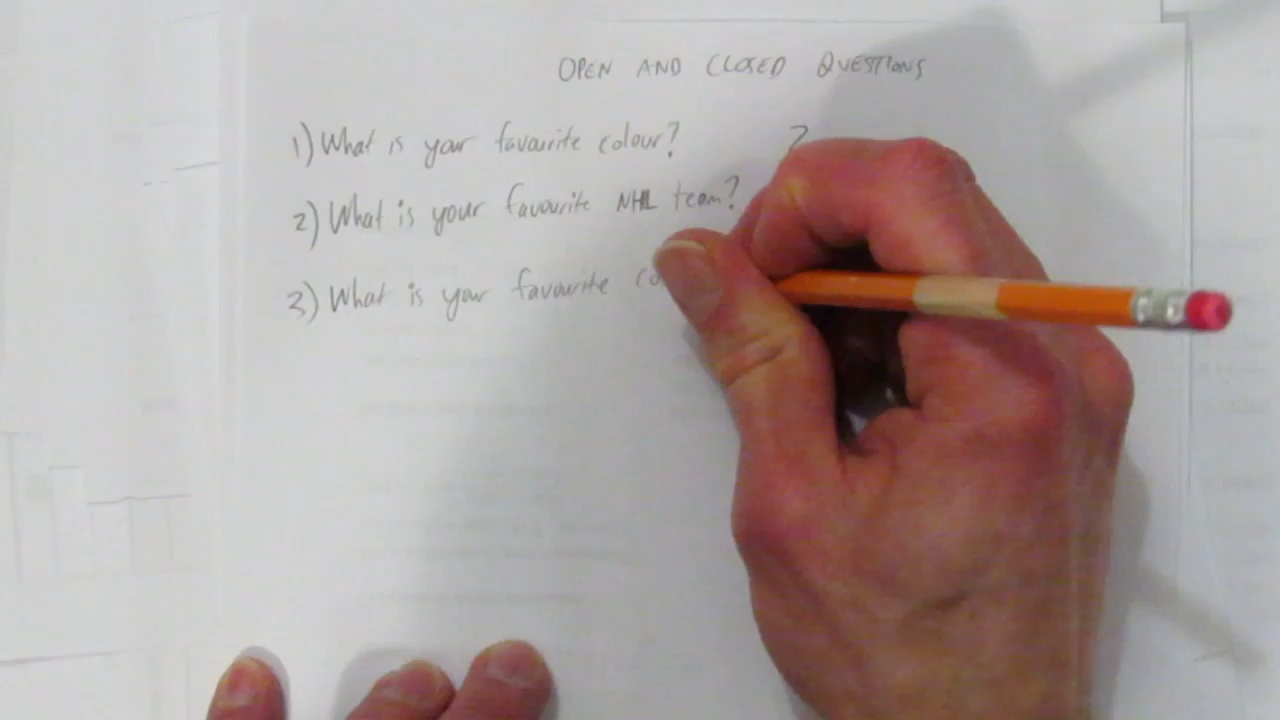 OPEN AND CLOSED QUESTIONS
1) What is your favourite colour? ?
2) What is your favourite NHL team?
3) What is your favourite co